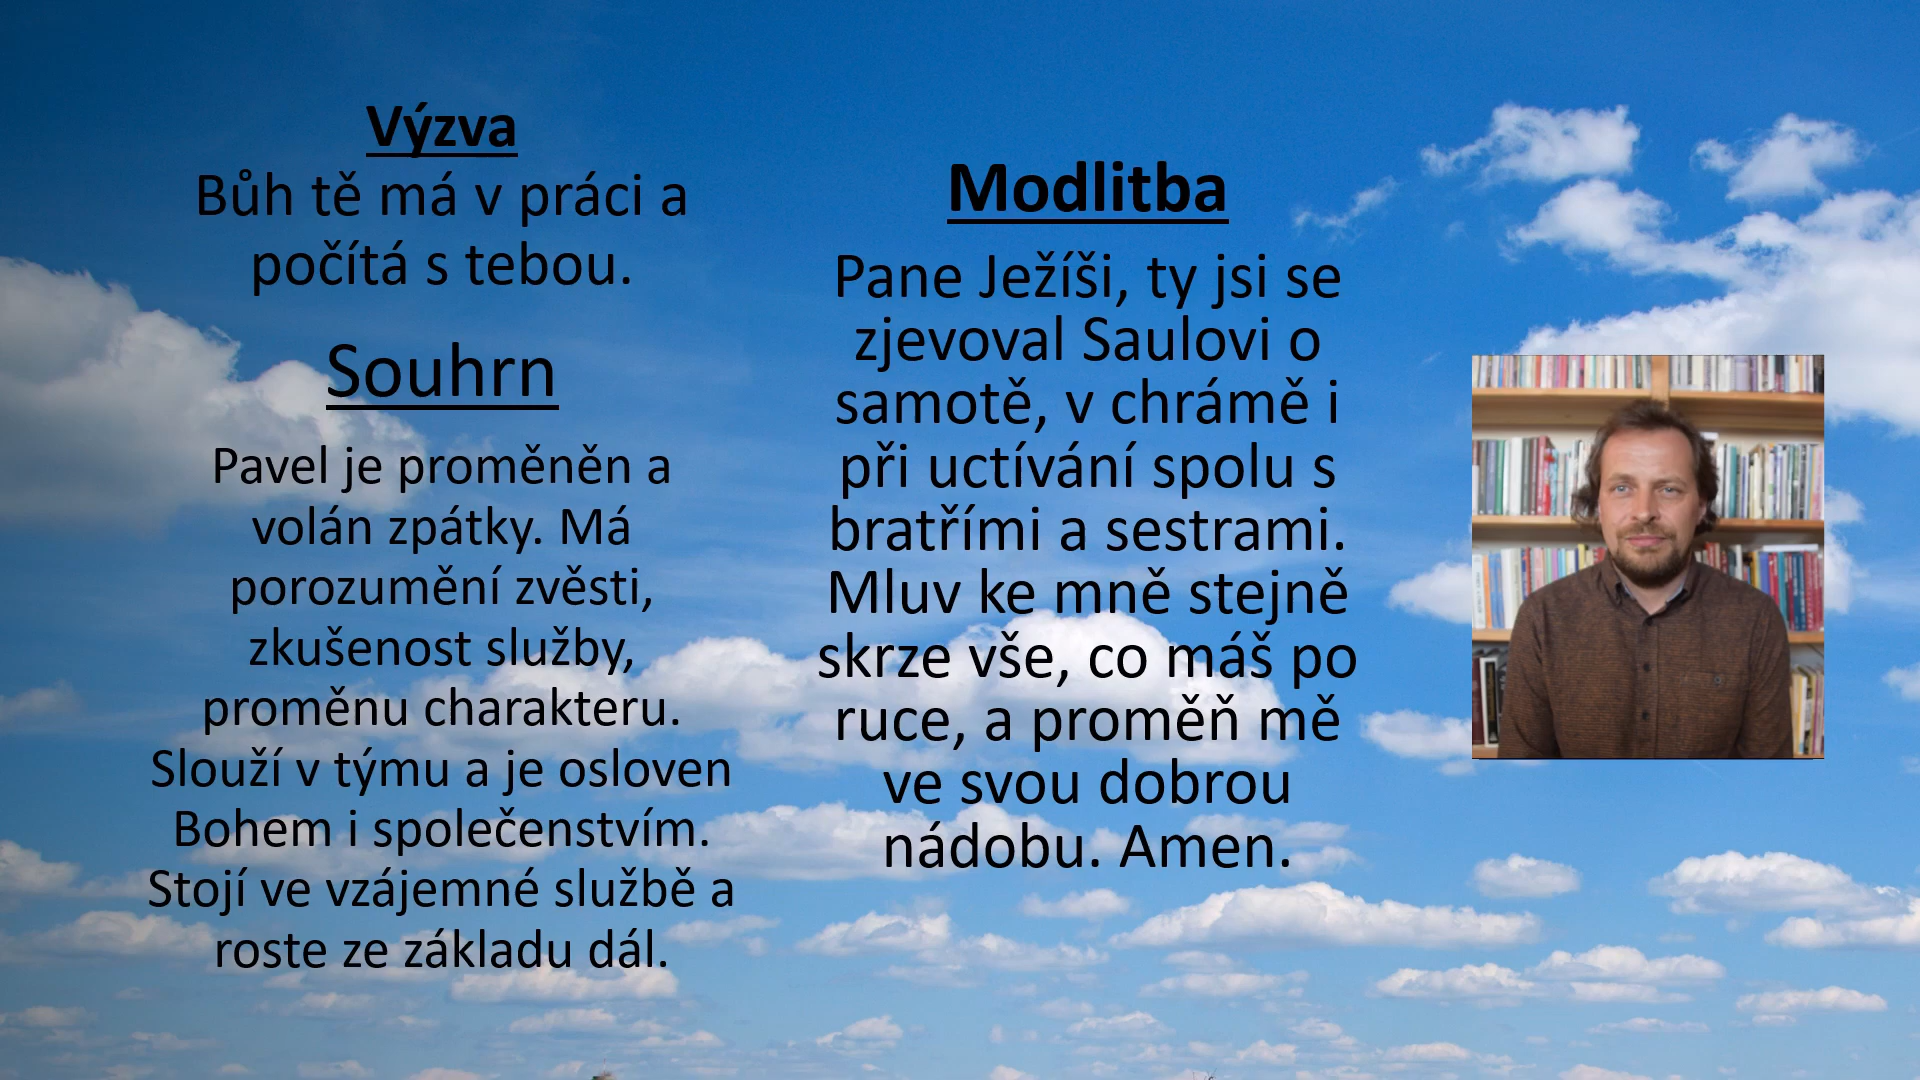 Výzva
Bůh tě má v práci a
počítá s tebou.
Souhrn
Pavel je proměněn a
volán zpátky. Má
porozumění zvěsti,
zkušenost služby,
proměnu charakteru.
Slouží v týmu a je osloven
Bohem i společenstvím.
Stojí ve vzájemné službě a
roste ze základu dál.
Modlitba
Pane Ježíši, ty jsi se
zjevoval Saulovi o
samotě, v chrámě i
při uctívání spolu s
bratřími a sestrami.
Mluv ke mně stejně
skrze vše, co máš po
ruce, a proměň mě
ve svou dobrou
nádobu. Amen.